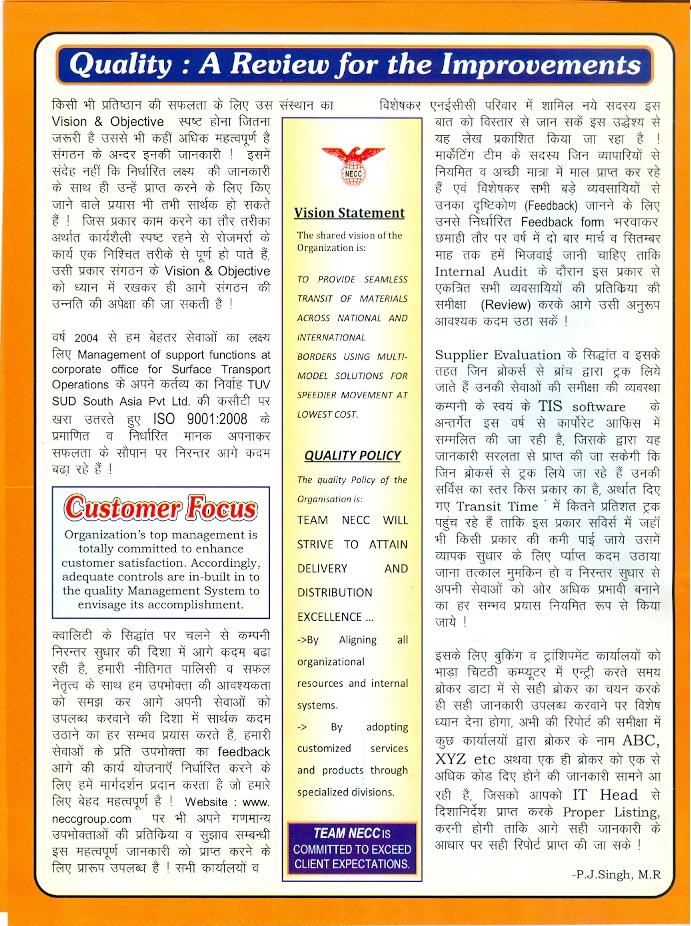 Quality : A Review for the Improvements
किसी भी प्रतिष्ठान की सफलता के लिए उस संस्थान का
Vision & Objective स्पष्ट होना जितना
जरूरी है उससे भी कहीं अधिक महत्वपूर्ण है
संगठन के अन्दर इनकी जानकारी ! इसमें
संदेह नहीं कि निर्धारित लक्ष्य की जानकारी
के साथ ही उन्हें प्राप्त करने के लिए किए
जाने वाले प्रयास भी तभी सार्थक हो सकते
हैं ! जिस प्रकार काम करने का तौर तरीका
अर्थात कार्यशैली स्पष्ट रहने से रोजमर्रा के
कार्य एक निश्चित तरीके से पूर्ण हो पाते हैं,
उसी प्रकार संगठन के Vision & Objective
को ध्यान में रखकर ही आगे संगठन की
उन्नति की अपेक्षा की जा सकती है !
वर्ष 2004 से हम बेहतर सेवाओं का लक्ष्य
लिए Management of support functions at
corporate office for Surface Transport
Operations के अपने कर्तव्य का निर्वाह TUV
SUD South Asia Pvt Ltd. की कसौटी पर
खरा उतरते हुए ISO 9001:2008 के
प्रमाणित व निर्धारित मानक अपनाकर
सफलता के सौपान पर निरन्तर आगे कदम
बढ़ा रहे हैं !
Customer Focus
Organization's top management is
totally committed to enhance
customer satisfaction. Accordingly,
adequate controls are in-built in to
the quality Management System to
envisage its accomplishment.
क्वालिटी के सिद्धांत पर चलने से कम्पनी
निरन्तर सुधार की दिशा में आगे कदम बढा
रही है, हमारी नीतिगत पालिसी व सफल
नेतृत्व के साथ हम उपभोक्ता की आवश्यकता
को समझ कर आगे अपनी सेवाओं को
उपलब्ध करवाने की दिशा में सार्थक कदम
उठाने का हर सम्भव प्रयास करते हैं, हमारी
सेवाओं के प्रति उपभोक्ता का feedback
आगे की कार्य योजनाएँ निर्धारित करने के
लिए हमें मार्गदर्शन प्रदान करता है जो हमारे
लिए बेहद महत्वपूर्ण है ! Website : www.
neccgroup.com पर भी अपने गणमान्य
उपभोक्ताओं की प्रतिक्रिया व सुझाव सम्बन्धी
इस महत्वपूर्ण जानकारी को प्राप्त करने के
लिए प्रारूप उपलब्ध है ! सभी कार्यालयों व
NECC
Vision Statement
The shared vision of the
Organization is:
TO PROVIDE SEAMLESS
TRANSIT OF MATERIALS
ACROSS NATIONAL AND
INTERNATIONAL
BORDERS USING MULTI-
MODEL SOLUTIONS FOR
SPEEDIER MOVEMENT AT
LOWEST COST.
QUALITY POLICY
The quality Policy of the
Organisation is:
TEAM NECC WILL
STRIVE TO ATTAIN
DELIVERY AND
DISTRIBUTION
EXCELLENCE ...
->By Aligning all
organizational
resources and internal
systems.
-> By adopting
customized services
and products through
specialized divisions.
TEAM NECC IS
COMMITTED TO EXCEED
CLIENT EXPECTATIONS.
विशेषकर एनईसीसी परिवार में शामिल नये सदस्य इस
बात को विस्तार से जान सकें इस उद्धेश्य से
यह लेख प्रकाशित किया जा रहा है !
मार्केटिंग टीम के सदस्य जिन व्यापारियों से
नियमित व अच्छी मात्रा में माल प्राप्त कर रहे
हैं एवं विशेषकर सभी बड़े व्यवसायियों से
उनका दृष्टिकोण (Feedback) जानने के लिए
उनसे निर्धारित Feedback form भरवाकर
छमाही तौर पर वर्ष में दो बार मार्च व सितम्बर
माह तक हमें भिजवाई जानी चाहिए ताकि
Internal Audit के दौरान इस प्रकार से
एकत्रित सभी व्यवसायियों की प्रतिकिया की
समीक्षा (Review) करके आगे उसी अनुरूप
आवश्यक कदम उठा सकें !
Supplier Evaluation के सिद्धांत व इसके
तहत जिन ब्रोकर्स से ब्रांच द्वारा ट्रक लिये
जाते हैं उनकी सेवाओं की समीक्षा की व्यवस्था
कम्पनी के स्वयं के TIS software के
अन्तर्गत इस वर्ष से कार्पोरेट आफिस में
सम्मलित की जा रही है, जिसके द्वारा यह
जानकारी सरलता से प्राप्त की जा सकेगी कि
जिन ब्रोकर्स से ट्रक लिये जा रहे हैं उनकी
सर्विस का स्तर किस प्रकार का है, अर्थात दिए
गए Transit Time ' में कितने प्रतिशत ट्रक
पहुंच रहे हैं ताकि इस प्रकार सविर्स में जहॉं
भी किसी प्रकार की कमी पाई जाये उसमें
व्यापक सुधार के लिए प्र्याप्त कदम उठाया
जाना तत्काल मुमकिन हो व निरन्तर सुधार से
अपनी सेवाओं को ओर अधिक प्रभावी बनाने
का हर सम्भव प्रयास नियमित रूप से किया
जाये !
इसके लिए बुकिंग व ट्रांशिपमेंट कार्यालयों को
भाड़ा चिटठी कम्प्यूटर में एन्ट्री करते समय
ब्रोकर डाटा में से सही ब्रोकर का चयन करके
ही सही जानकारी उपलब्ध करवाने पर विशेष
ध्यान देना होगा, अभी की रिपोर्ट की समीक्षा में
कुछ कार्यालयों द्वारा ब्रोकर के नाम ABC,
XYZ etc अथवा एक ही ब्रोकर को एक से
अधिक कोड दिए होने की जानकारी सामने आ
रही है, जिसको आपको IT Head से
दिशानिर्देश प्राप्त करके Proper Listing,
करनी होगी ताकि आगे सही जानकारी के
आधार पर सही रिपोर्ट प्राप्त की जा सके !
-P.J.Singh, M.R